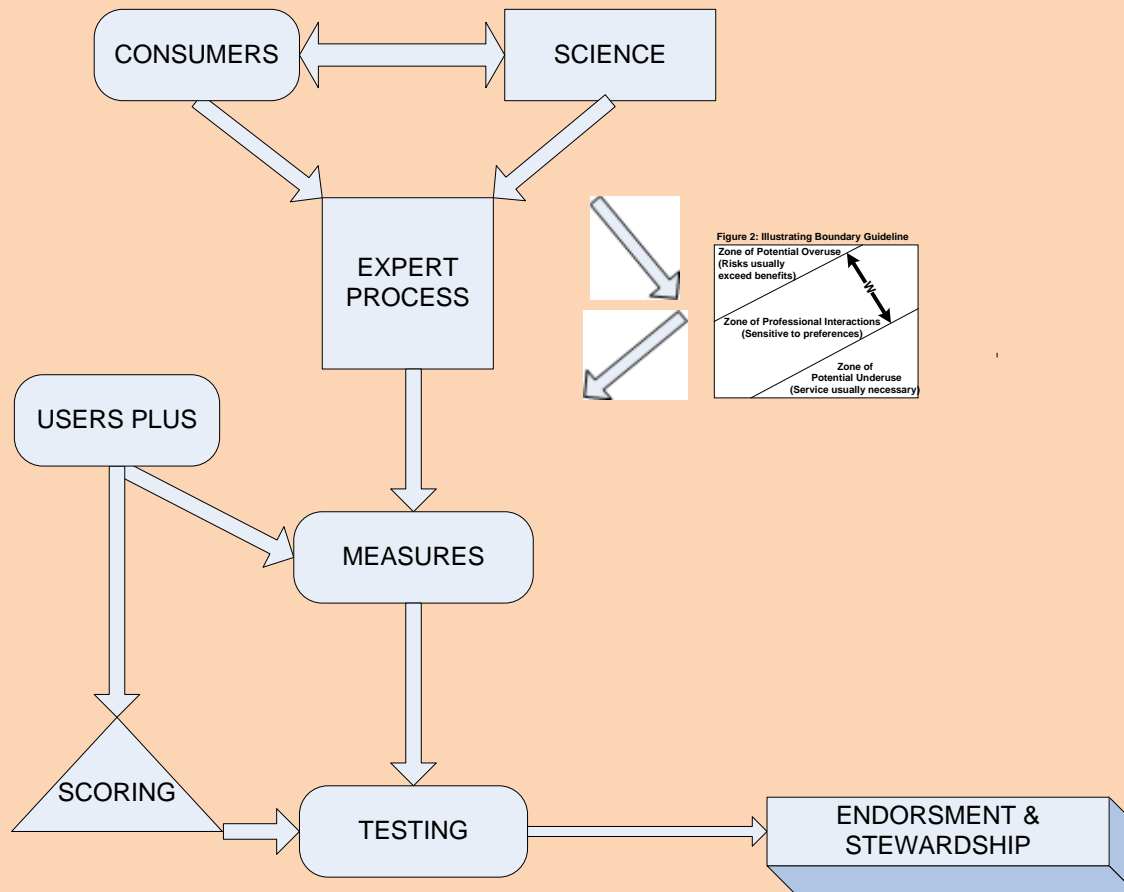 CONSUMERS
SCIENCE
EXPERT
PROCESS
Figure 2: Illustrating Boundary Guideline
Zone of Potential Overuse
(Risks usually
exceed benefits)
W
Zone of Professional Interactions
(Sensitive to preferences)
Zone of
Potential Underuse
(Service usually necessary)
USERS PLUS
MEASURES
SCORING
TESTING
ENDORSMENT &
STEWARDSHIP